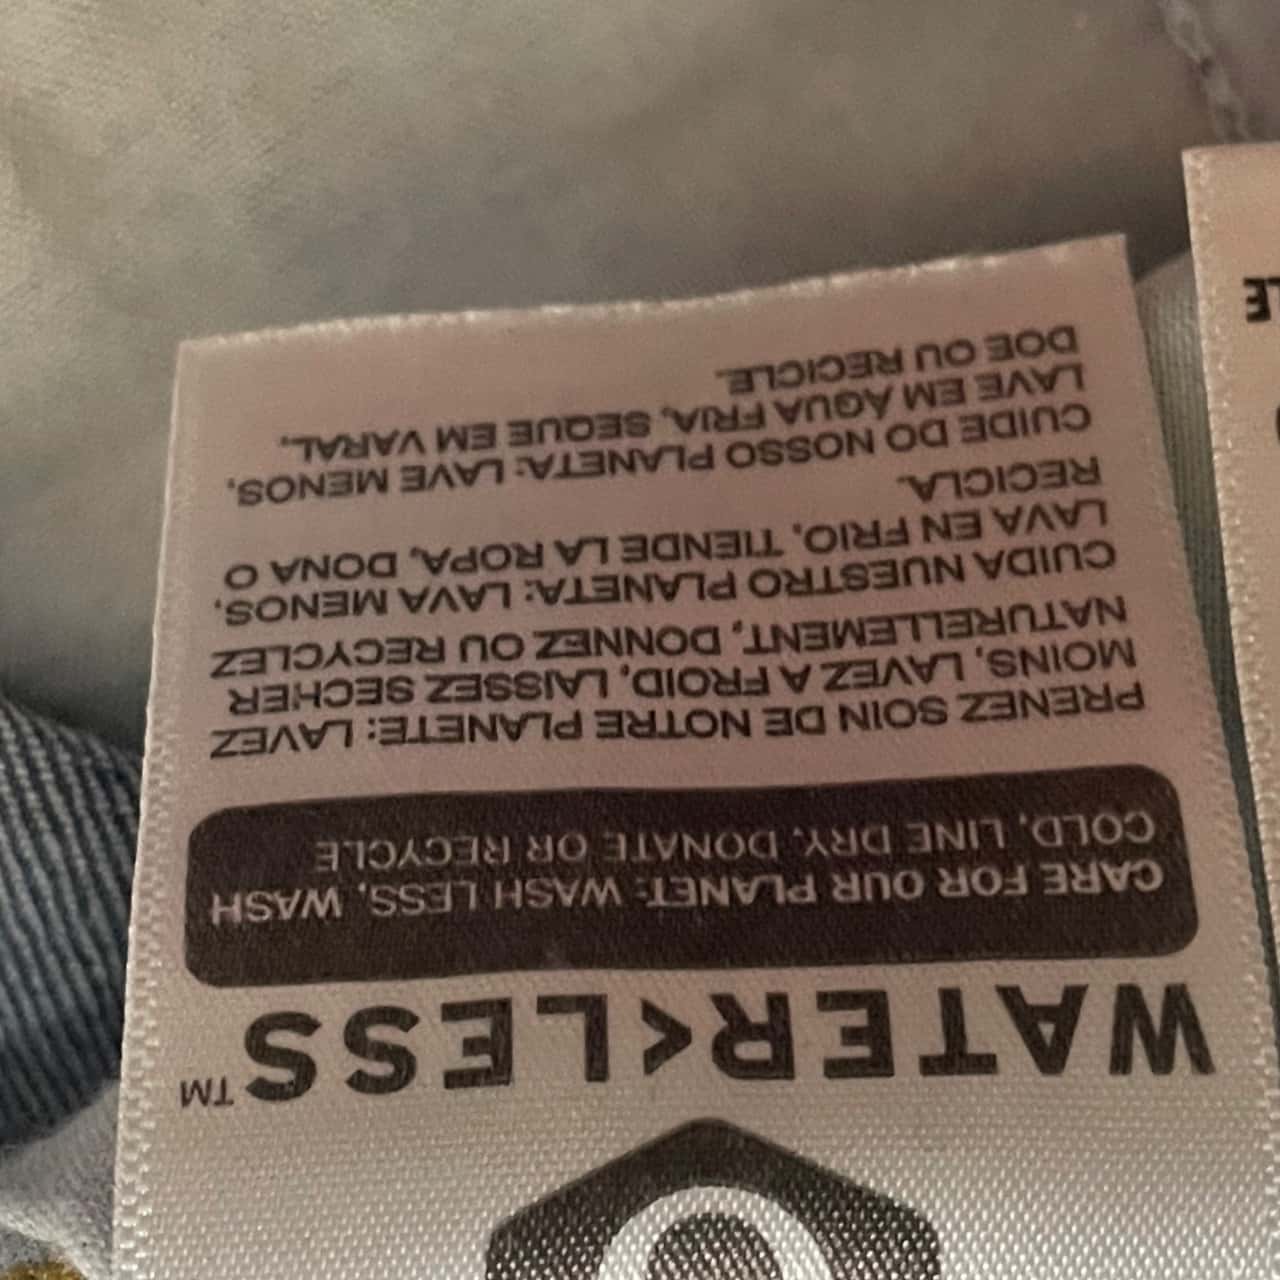 WATER<LESS™
CARE FOR OUR PLANET: WASH LESS, WASH
COLD, LINE DRY, DONATE OR RECYCLE
PRENEZ SOIN DE NOTRE PLANETE: LAVEZ
MOINS, LAVEZ A FROID, LAISSEZ SECHER
NATURELLEMENT, DONNEZ OU RECYCLEZ
CUIDA NUESTRO PLANETA: LAVA MENOS,
LAVA EN FRIO, TIENDE LA ROPA, DONA O
RECICLA.
CUIDE DO NOSSO PLANETA: LAVE MENOS,
LAVE EM ÁGUA FRIA, SEQUE EM VARAL,
DOE OU RECICLE.